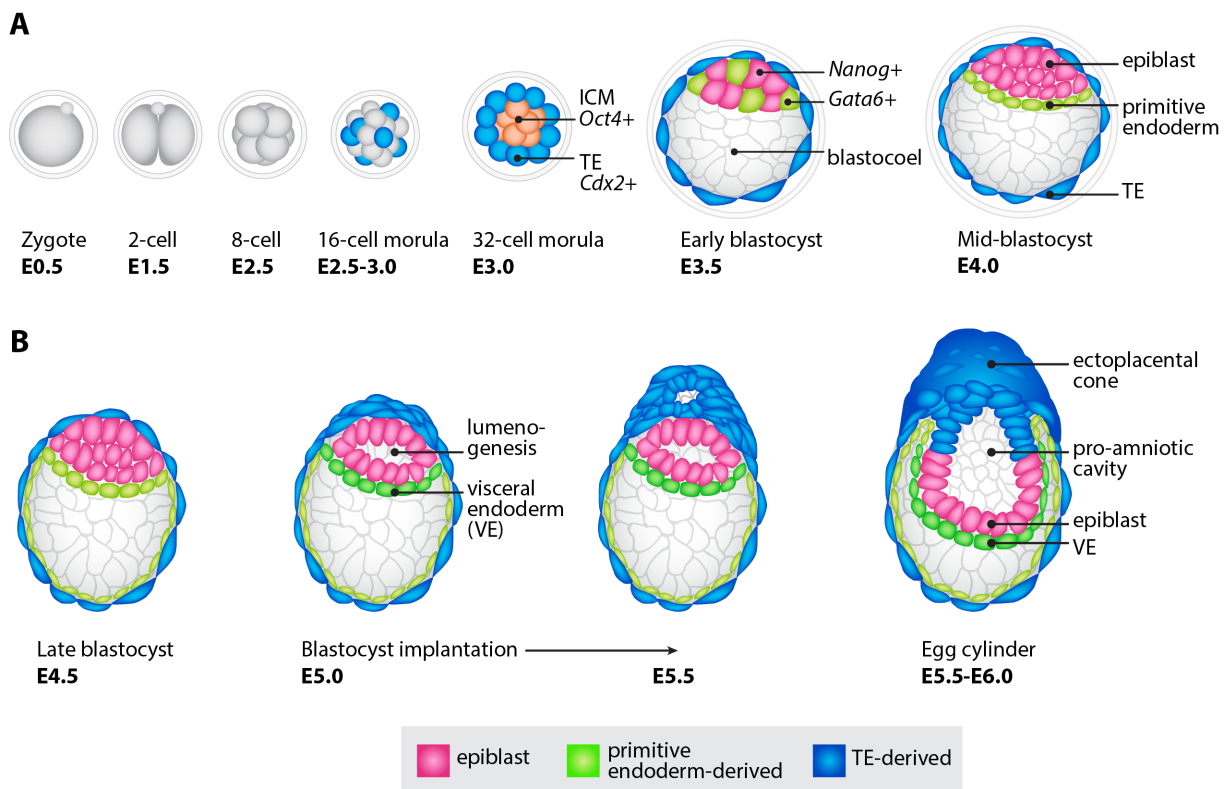 A
ICM
Oct4+
TE
Cdx2+
Nanog+
Gata6+
blastocoel
epiblast
primitive
endoderm
TE
Zygote
E0.5
2-cell
E1.5
8-cell
E2.5
16-cell morula
E2.5-3.0
32-cell morula
E3.0
Early blastocyst
E3.5
Mid-blastocyst
E4.0
B
lumeno-
genesis
visceral
endoderm
(VE)
ectoplacental
cone
pro-amniotic
cavity
epiblast
VE
Late blastocyst
E4.5
Blastocyst implantation
E5.0
E5.5
Egg cylinder
E5.5-E6.0
epiblast
primitive
endoderm-derived
TE-derived